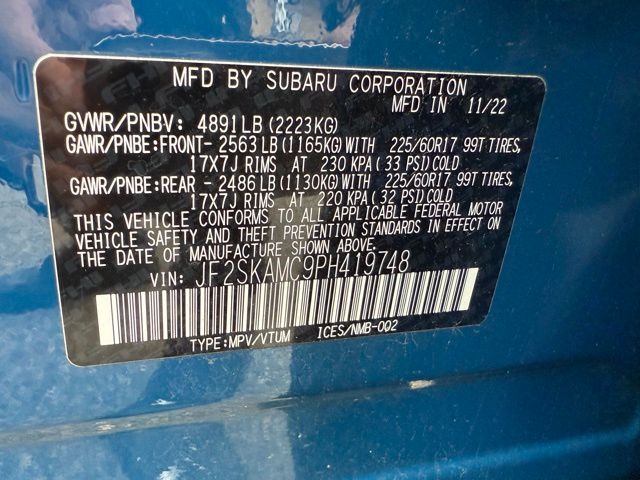 MFD BY SUBARU CORPORATION
MFD IN 11/22
GVWR/PNBV: 4891LB (2223KG)
GAWR/PNBE:FRONT- 2563LB (1165KG)WITH 225/60R17 99T TIRES,
17X7J RIMS AT 230 KPA (33 PSI)COLD
GAWR/PNBE:REAR - 2486LB (1130KG)WITH 225/60R17 99T TIRES,
17X7J RIMS AT 220 KPA (32 PSI)COLD
THIS VEHICLE CONFORMS TO ALL APPLICABLE FEDERAL MOTOR
VEHICLE SAFETY AND THEFT PREVENTION STANDARDS IN EFFECT ON
THE DATE OF MANUFACTURE SHOWN ABOVE.
VIN: JF2SKAMC9PH419748
TYPE:MPV/VTUM ICES/NMB-002